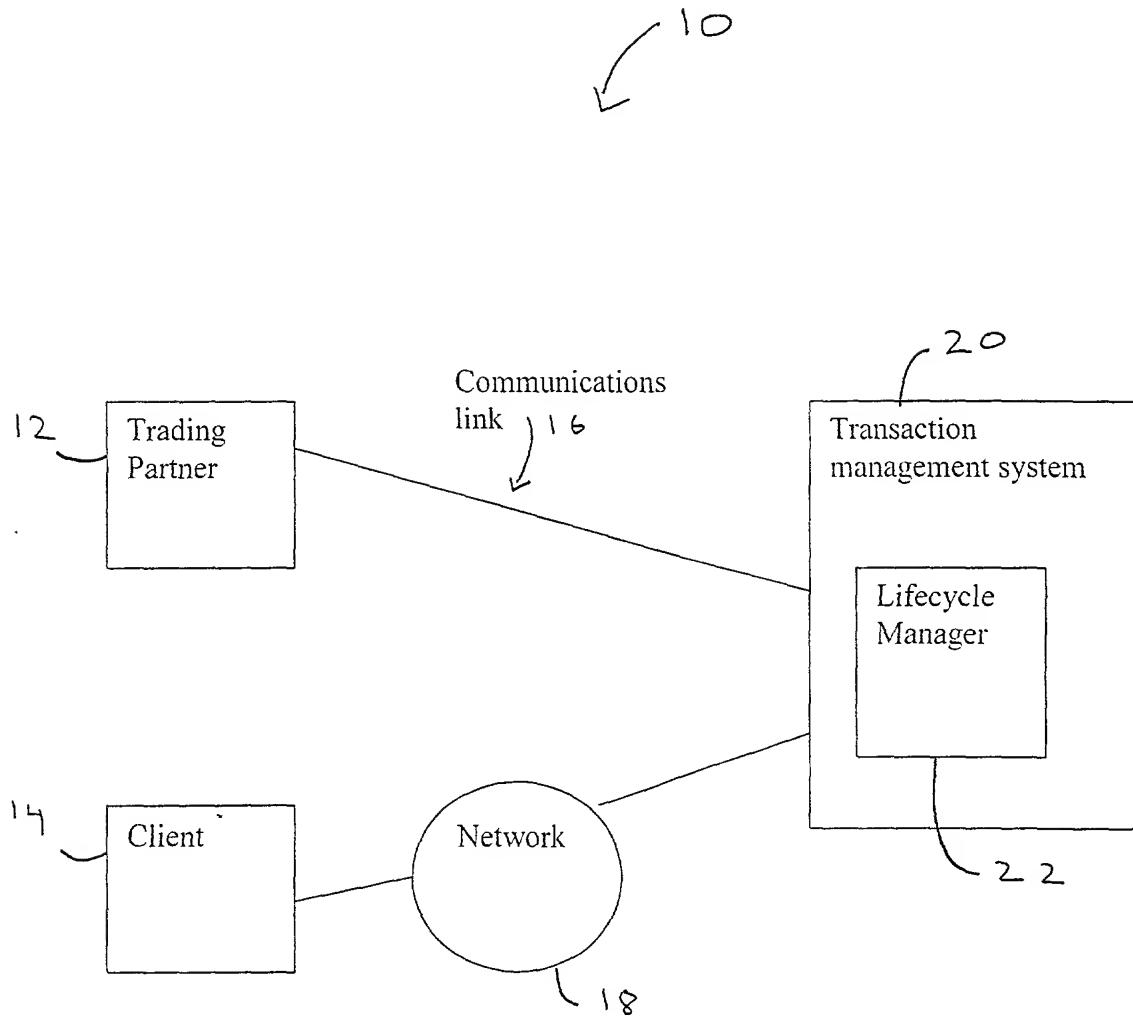 10
20
Communications
link 16
12
Trading
Partner
Transaction
management system
Lifecycle
Manager
14
Client
Network
22
18